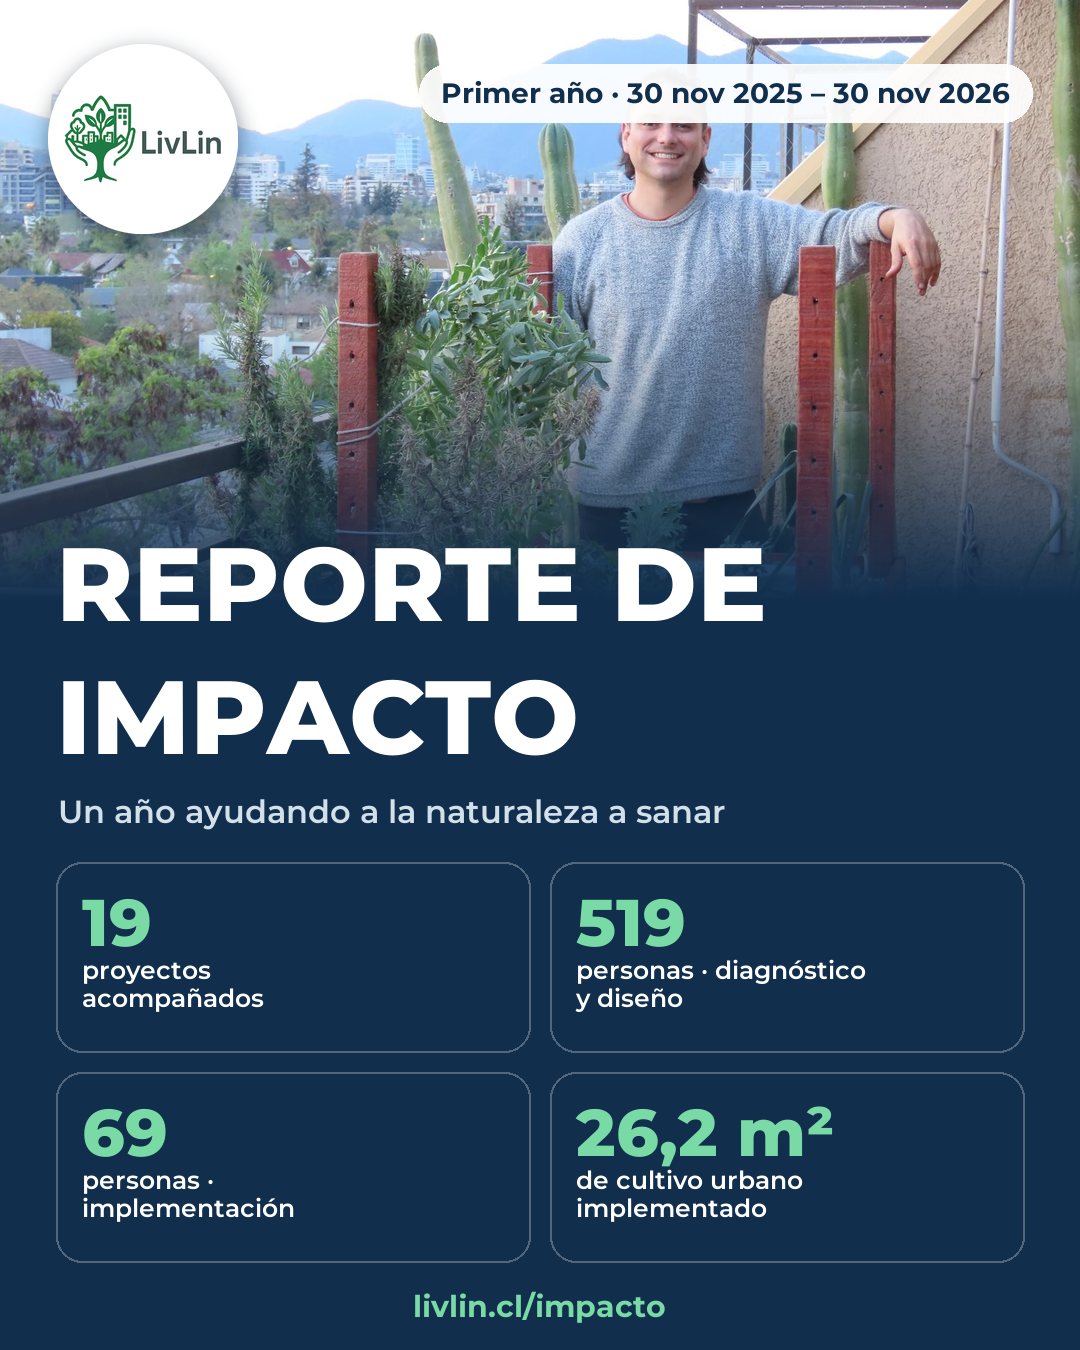 LivLin
Primer año · 30 nov 2025 – 30 nov 2026
REPORTE DE
IMPACTO
Un año ayudando a la naturaleza a sanar
19
proyectos
acompañados
519
personas · diagnóstico
y diseño
69
personas ·
implementación
26,2 m²
de cultivo urbano
implementado
livlin.cl/impacto